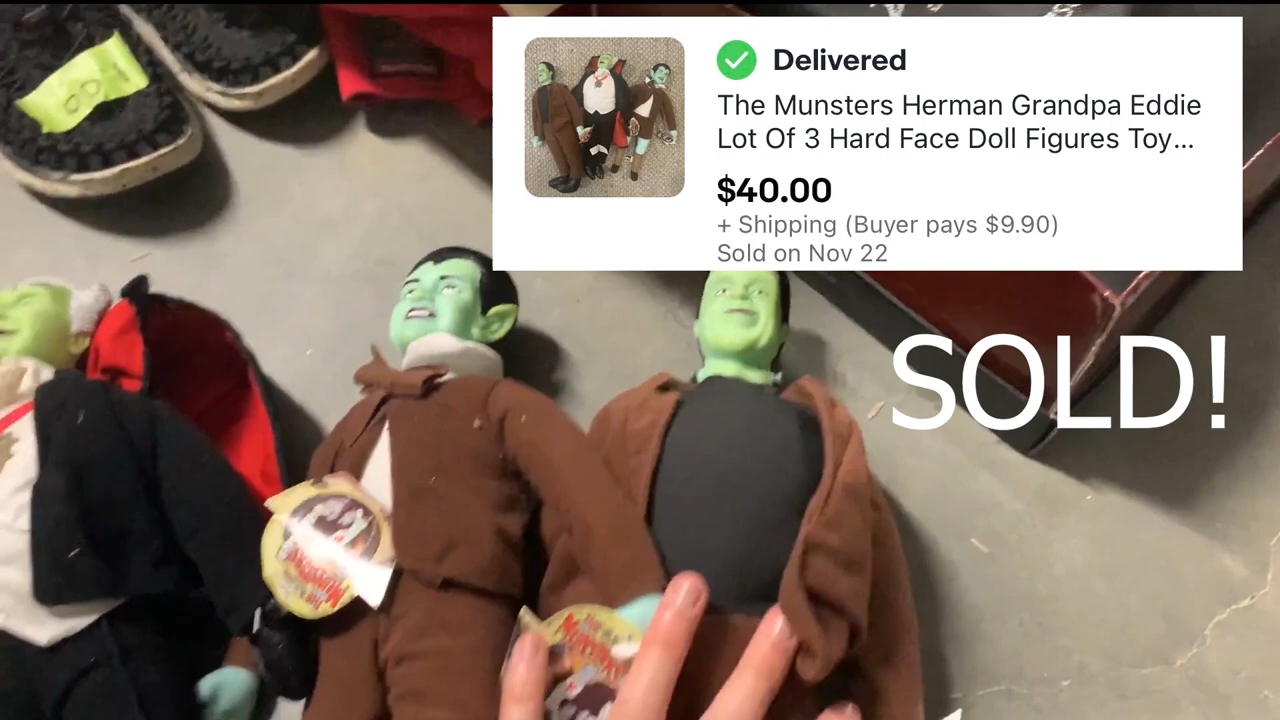 Delivered
The Munsters Herman Grandpa Eddie
Lot Of 3 Hard Face Doll Figures Toy...
$40.00
+ Shipping (Buyer pays $9.90)
Sold on Nov 22
SOLD!